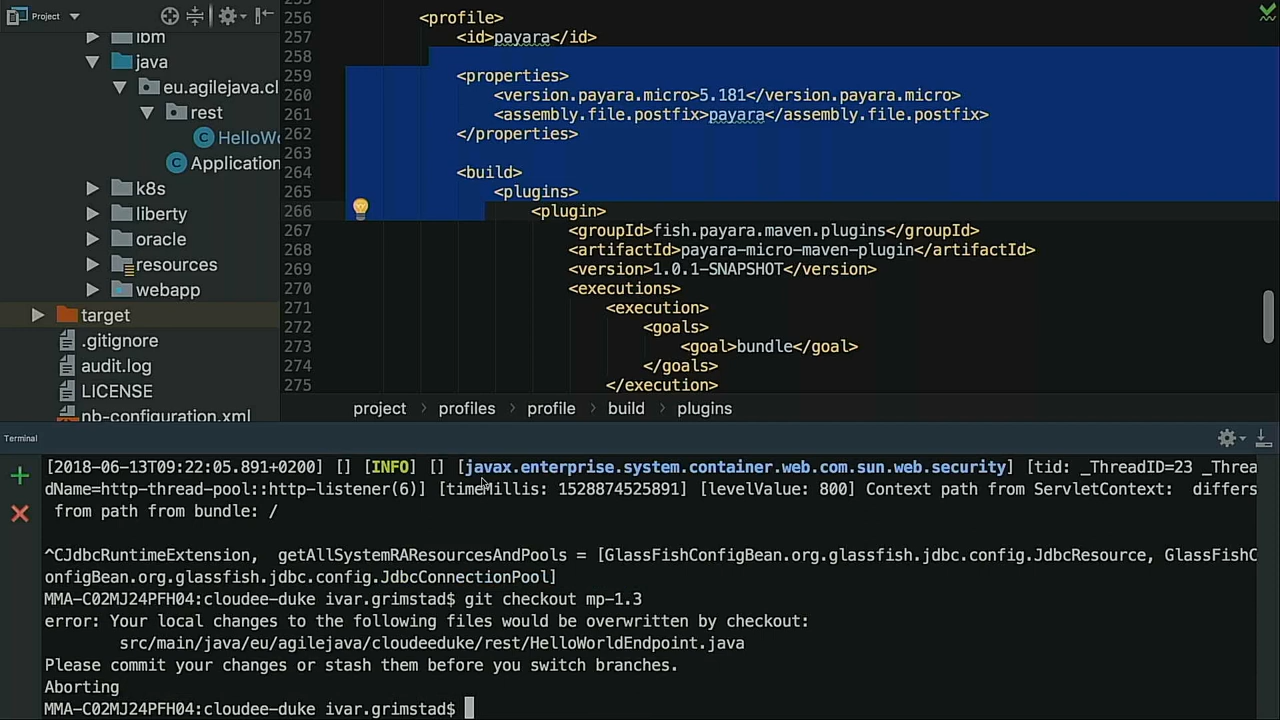 Project
ibm
java
eu.agilejava.cl
rest
HelloWo
Application
k8s
liberty
oracle
resources
webapp
target
.gitignore
audit.log
LICENSE
nb-configuration.xml
255
256 <profile>
257 <id>payara</id>
258
259 <properties>
260 <version.payara.micro>5.181</version.payara.micro>
261 <assembly.file.postfix>payara</assembly.file.postfix>
262 </properties>
263
264 <build>
265 <plugins>
266 <plugin>
267 <groupId>fish.payara.maven.plugins</groupId>
268 <artifactId>payara-micro-maven-plugin</artifactId>
269 <version>1.0.1-SNAPSHOT</version>
270 <executions>
271 <execution>
272 <goals>
273 <goal>bundle</goal>
274 </goals>
275 </execution>
project › profiles › profile › build › plugins
Terminal
[2018-06-13T09:22:05.891+0200] [] [INFO] [] [javax.enterprise.system.container.web.com.sun.web.security] [tid: _ThreadID=23 _Threa
dName=http-thread-pool::http-listener(6)] [timeMillis: 1528874525891] [levelValue: 800] Context path from ServletContext:  differs
from path from bundle: /
^CJdbcRuntimeExtension,  getAllSystemRAResourcesAndPools = [GlassFishConfigBean.org.glassfish.jdbc.config.JdbcResource, GlassFishC
onfigBean.org.glassfish.jdbc.config.JdbcConnectionPool]
MMA-C02MJ24PFH04:cloudee-duke ivar.grimstad$ git checkout mp-1.3
error: Your local changes to the following files would be overwritten by checkout:
src/main/java/eu/agilejava/cloudeeduke/rest/HelloWorldEndpoint.java
Please commit your changes or stash them before you switch branches.
Aborting
MMA-C02MJ24PFH04:cloudee-duke ivar.grimstad$